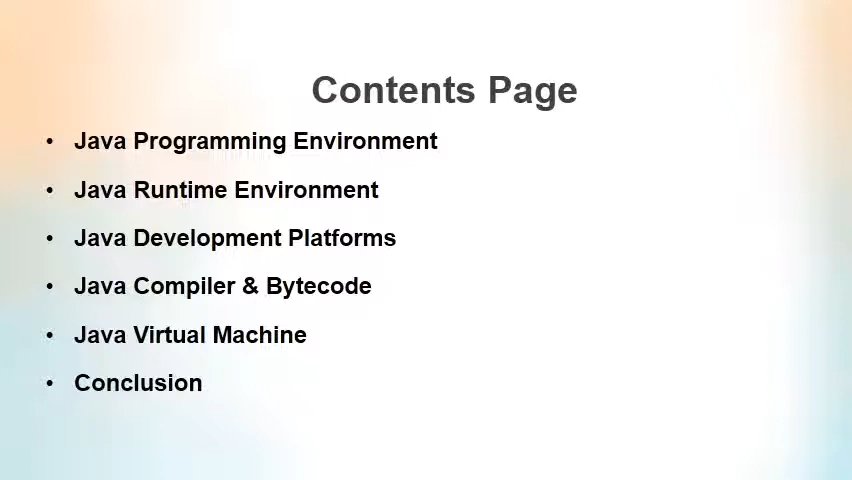 Contents Page
• Java Programming Environment
• Java Runtime Environment
• Java Development Platforms
• Java Compiler & Bytecode
• Java Virtual Machine
• Conclusion